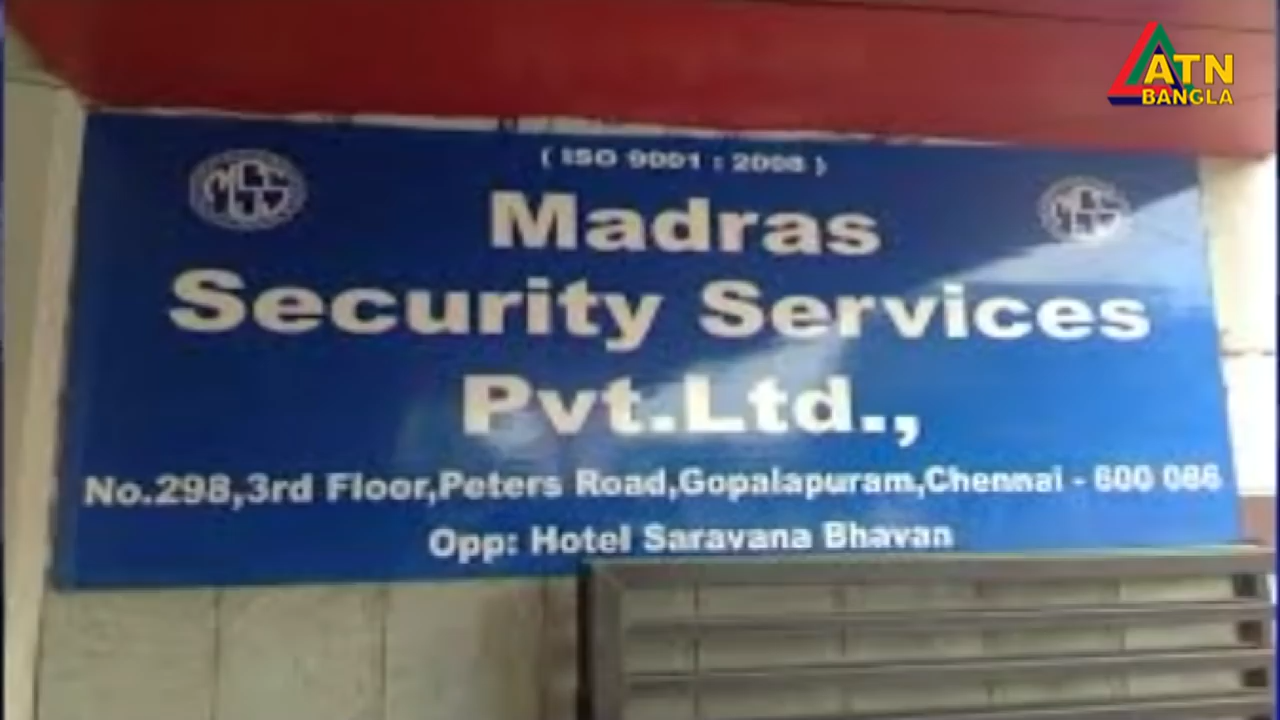 ATN
BANGLA
( ISO 9001 : 2008 )
Madras
Security Services
Pvt.Ltd.,
No.298,3rd Floor,Peters Road,Gopalapuram,Chennai - 600 086
Opp: Hotel Saravana Bhavan